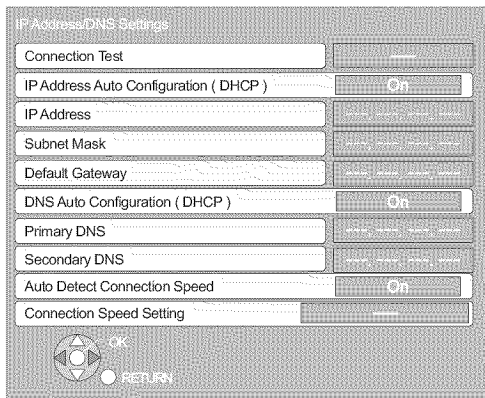 IP Address/DNS Settings
Connection Test —
IP Address Auto Configuration ( DHCP ) On
IP Address ---. ---. ---. ---
Subnet Mask ---. ---. ---. ---
Default Gateway ---. ---. ---. ---
DNS Auto Configuration ( DHCP ) On
Primary DNS ---. ---. ---. ---
Secondary DNS ---. ---. ---. ---
Auto Detect Connection Speed On
Connection Speed Setting —
OK
RETURN